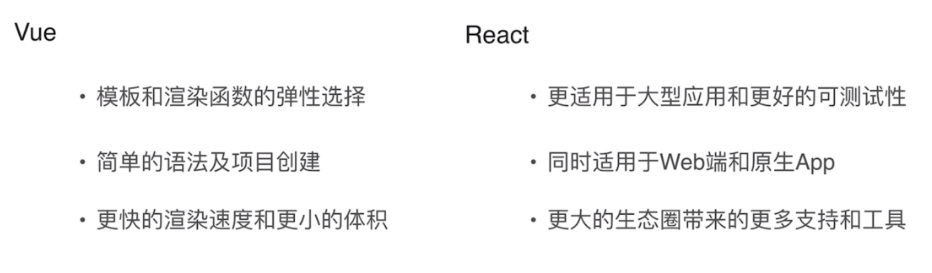 Vue
• 模板和渲染函数的弹性选择
• 简单的语法及项目创建
• 更快的渲染速度和更小的体积
React
• 更适用于大型应用和更好的可测试性
• 同时适用于Web端和原生App
• 更大的生态圈带来的更多支持和工具